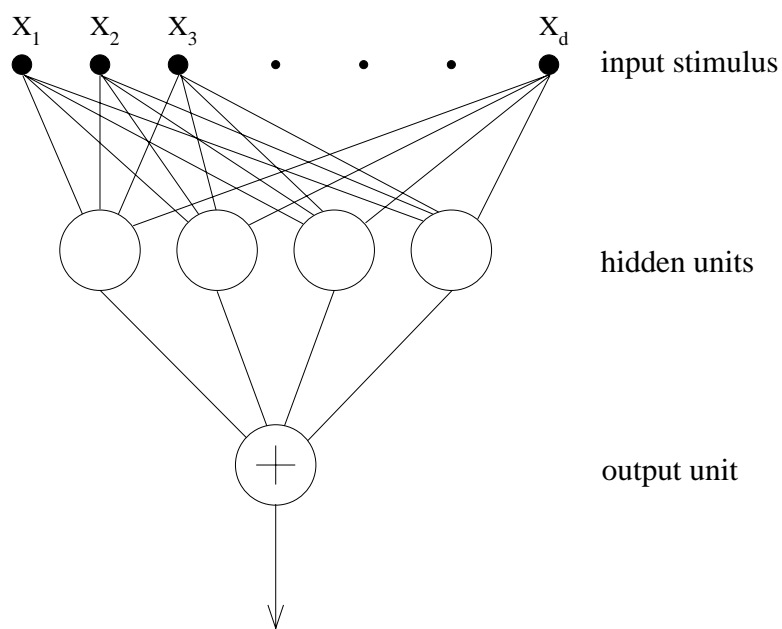 X1 X2 X3 Xd
input stimulus
hidden units
+
output unit